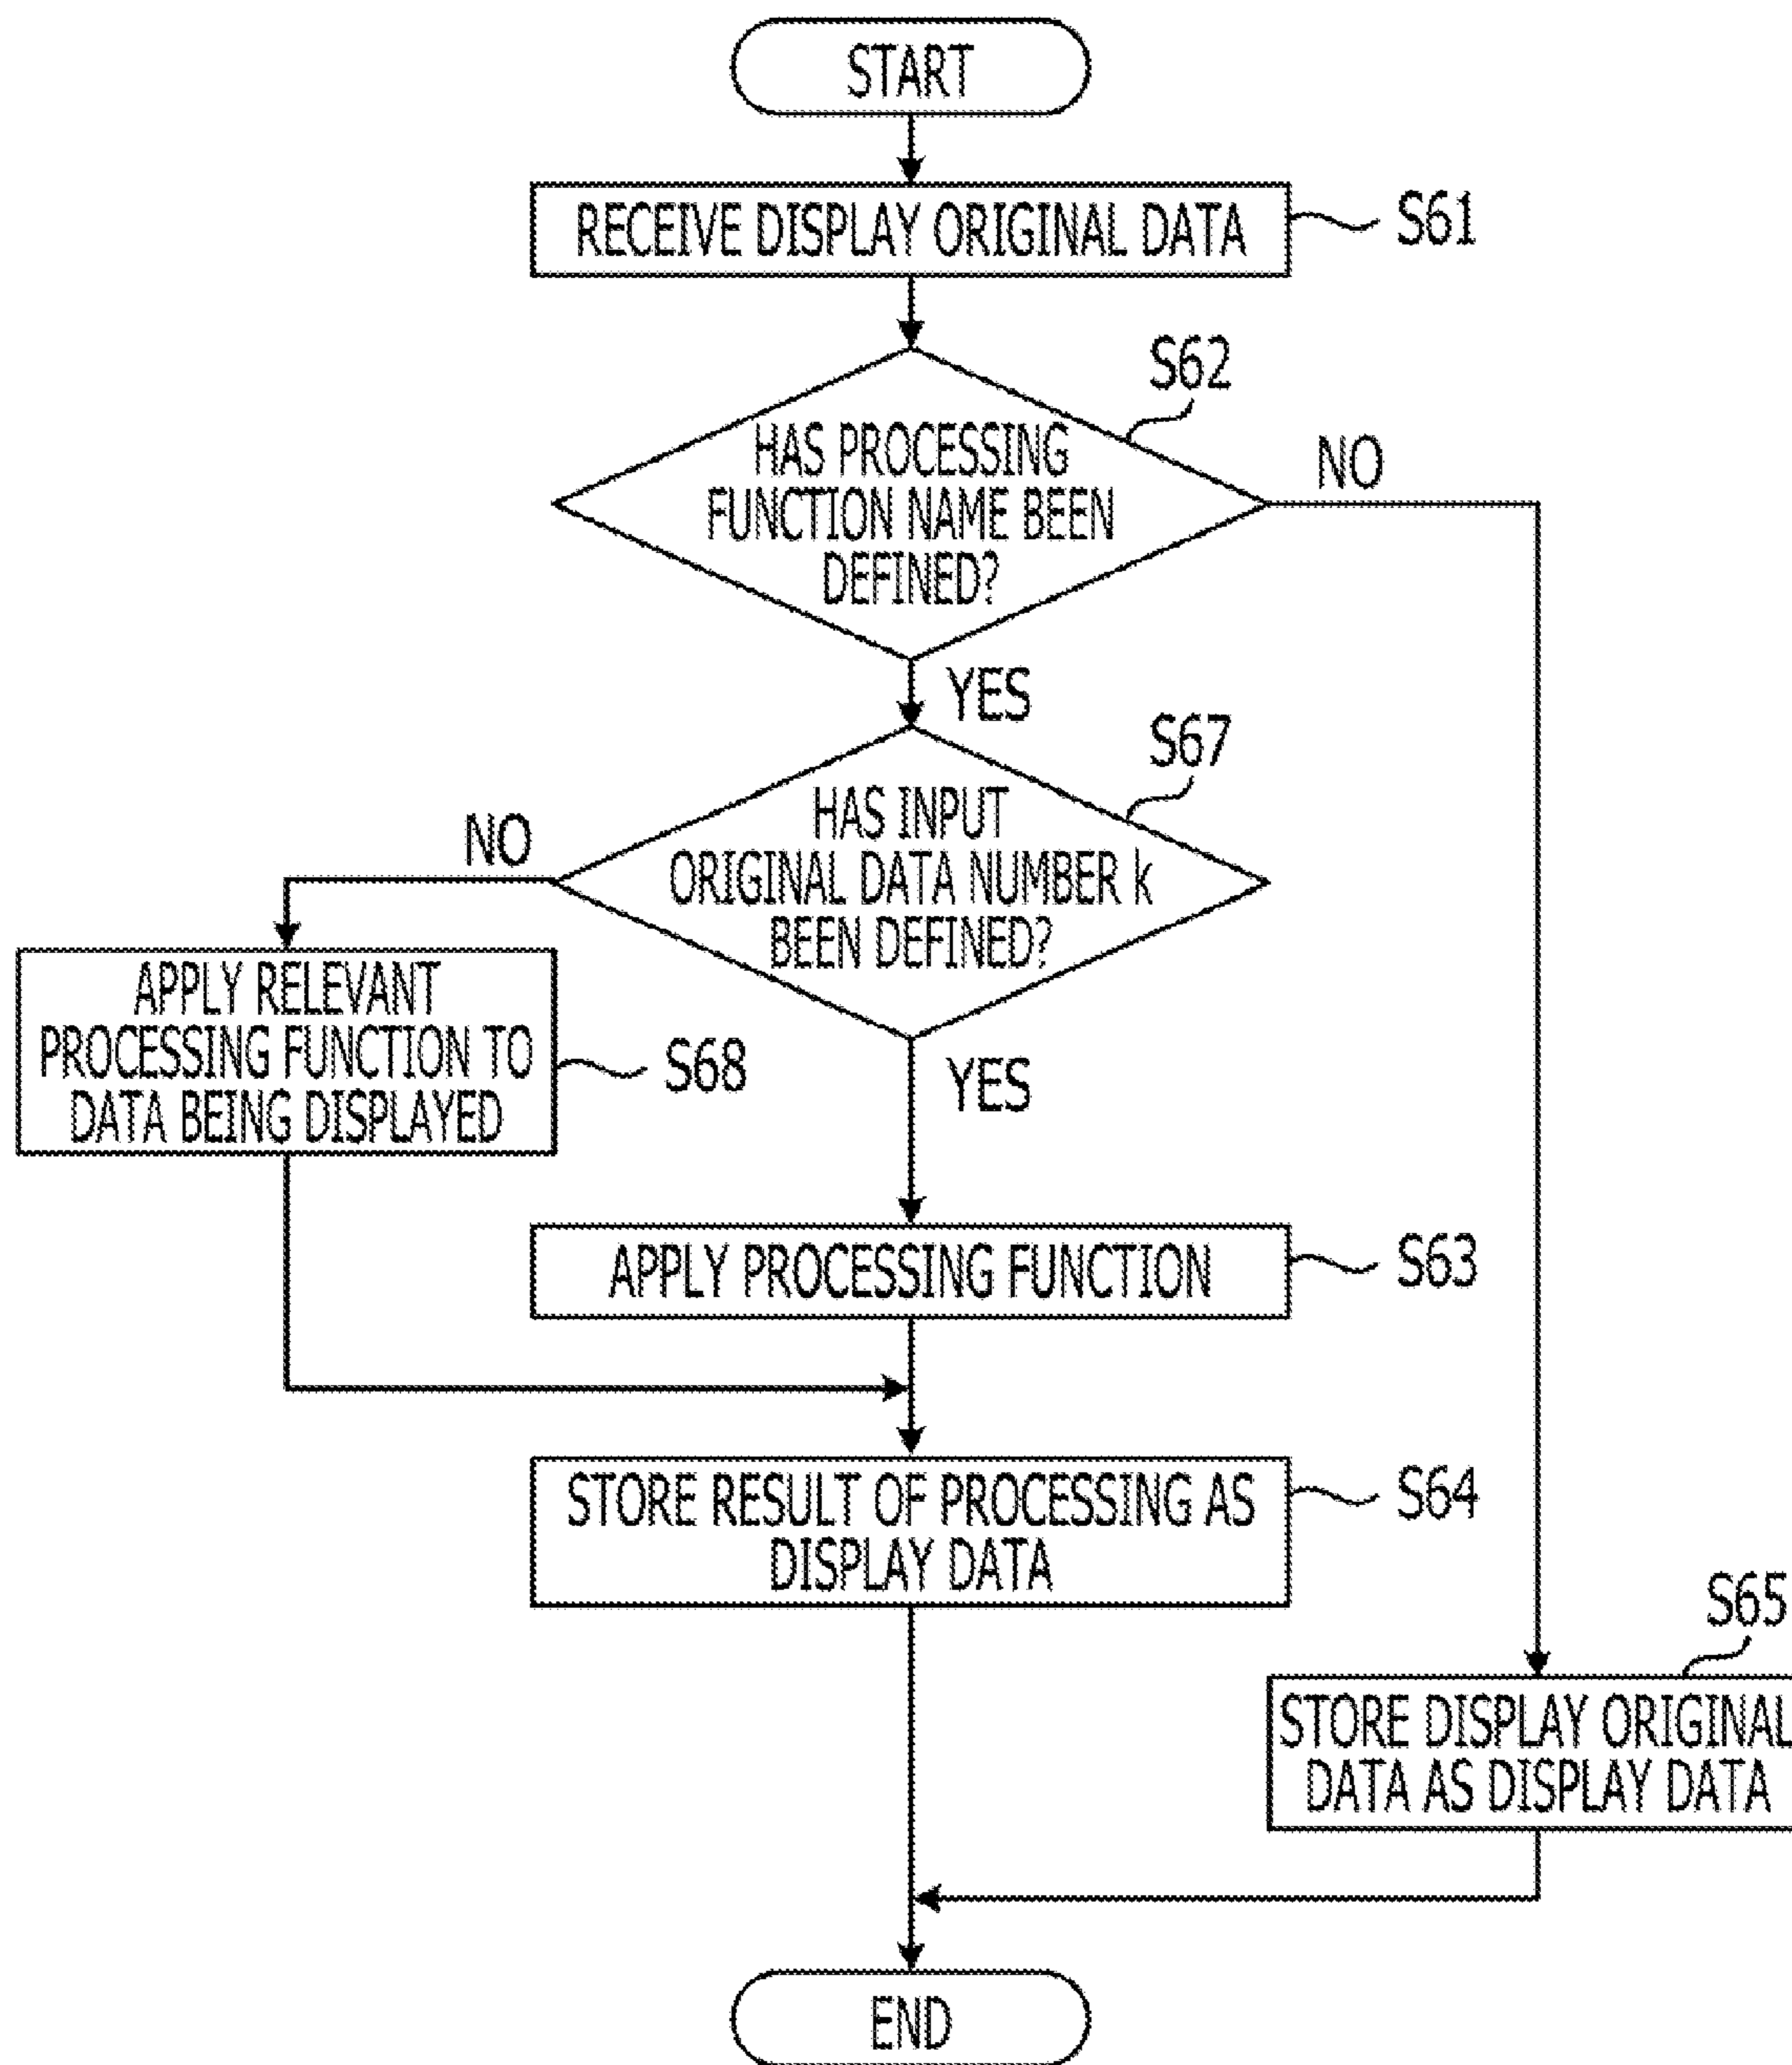 START
RECEIVE DISPLAY ORIGINAL DATA
S61
S62
HAS PROCESSING
FUNCTION NAME BEEN
DEFINED?
NO
YES
S67
HAS INPUT
ORIGINAL DATA NUMBER k
BEEN DEFINED?
NO
APPLY RELEVANT
PROCESSING FUNCTION TO
DATA BEING DISPLAYED
S68
YES
APPLY PROCESSING FUNCTION
S63
STORE RESULT OF PROCESSING AS
DISPLAY DATA
S64
S65
STORE DISPLAY ORIGINAL
DATA AS DISPLAY DATA
END